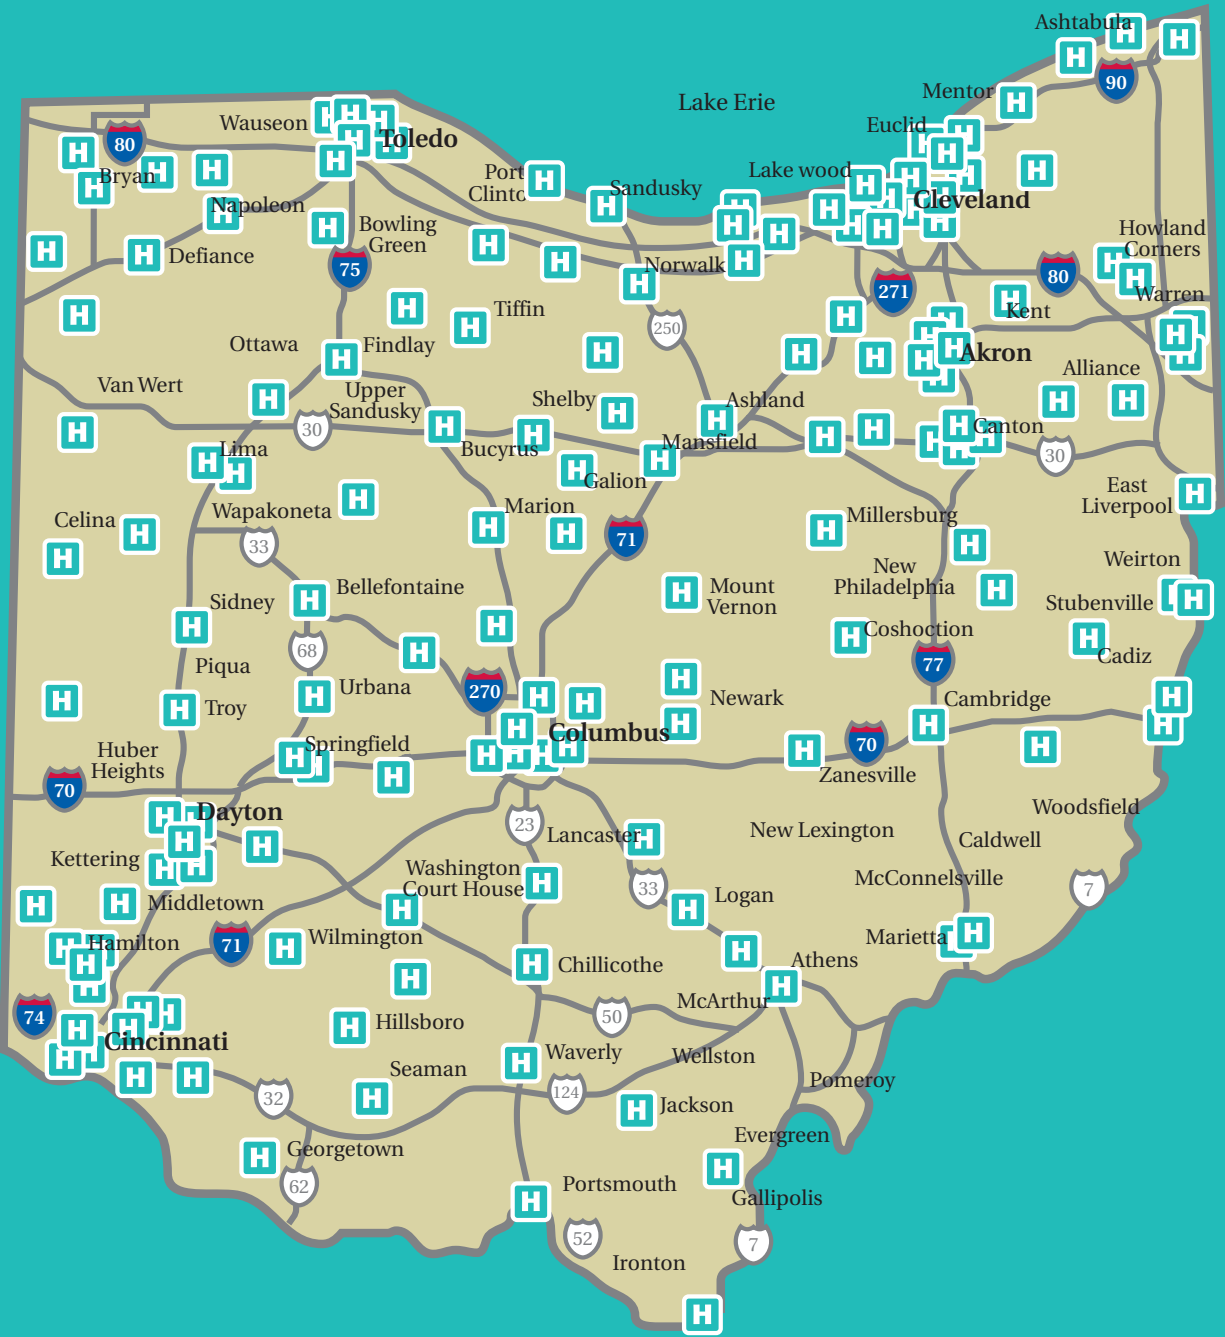 Ashtabula
H
H
H
90
Lake Erie
Mentor
H
Wauseon
H
H
H
H
H
Toledo
Euclid
H
H
H
80
H
H
Bryan
H
H
H
Port
Clinto
H
Lake wood
H
H
H
H
H
Sandusky
H
Napoleon
H
Cleveland
H
H
H
H
H
H
H
H
H
H
Bowling
Green
H
H
H
H
Howland
Corners
H
H
H
Defiance
H
75
H
Norwalk
H
80
271
H
Warren
H
H
Tiffin
H
250
H
Kent
H
H
H
H
Akron
H
H
H
H
H
H
Ottawa
Findlay
H
H
H
H
Alliance
H
H
Van Wert
H
Upper
Sandusky
H
Shelby
H
Ashland
H
30
Bucyrus
H
Mansfield
H
H
H
H
H
H
H
Canton
30
H
Lima
H
H
Galion
H
H
Wapakoneta
Marion
H
H
71
East
Liverpool
H
Celina
H
H
33
H
Millersburg
H
New
Philadelphia
H
Weirton
H
Bellefontaine
H
Mount
Vernon
H
Stubenville
H
Sidney
H
68
H
H
Coshoction
H
Cadiz
77
Piqua
H
Urbana
270
H
Newark
H
H
Troy
H
H
H
Cambridge
H
H
H
Columbus
H
H
H
H
H
70
H
Zanesville
H
Huber
Heights
Springfield
H
H
H
70
Dayton
H
H
H
H
H
Kettering
H
23
Lancaster
H
New Lexington
Woodsfield
Caldwell
Washington
Court House
H
H
33
Logan
H
McConnelsville
7
H
H
Middletown
Hamilton
H
H
H
H
71
H
Wilmington
Marietta
H
H
H
Athens
H
Chillicothe
H
H
McArthur
50
74
H
H
H
H
H
H
Cincinnati
Hillsboro
H
Waverly
H
Wellston
H
H
32
Seaman
H
124
Pomeroy
Jackson
H
Evergreen
Georgetown
H
62
H
Gallipolis
Portsmouth
H
52
7
Ironton
H